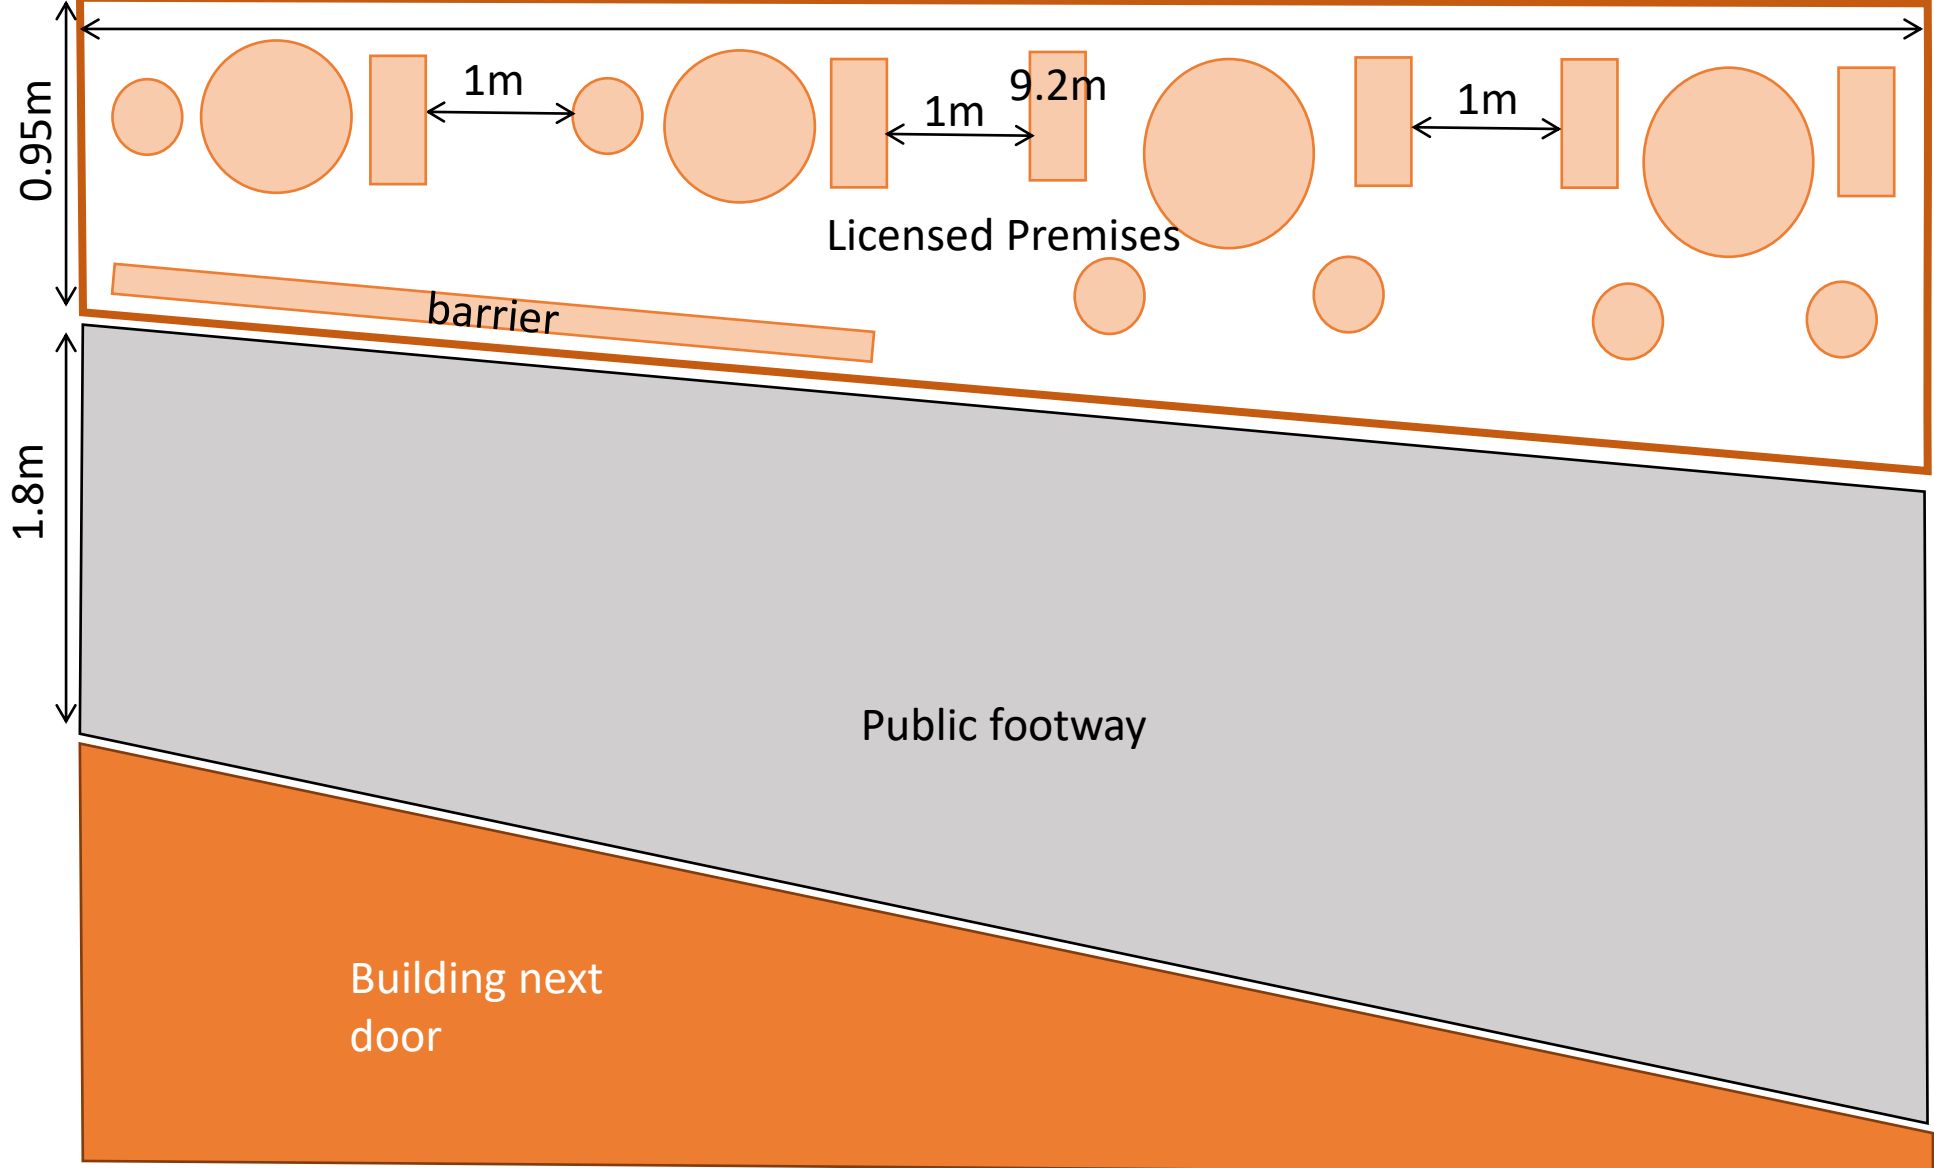 0.95m
1m
1m
9.2m
1m
Licensed Premises
barrier
1.8m
Public footway
Building next
door